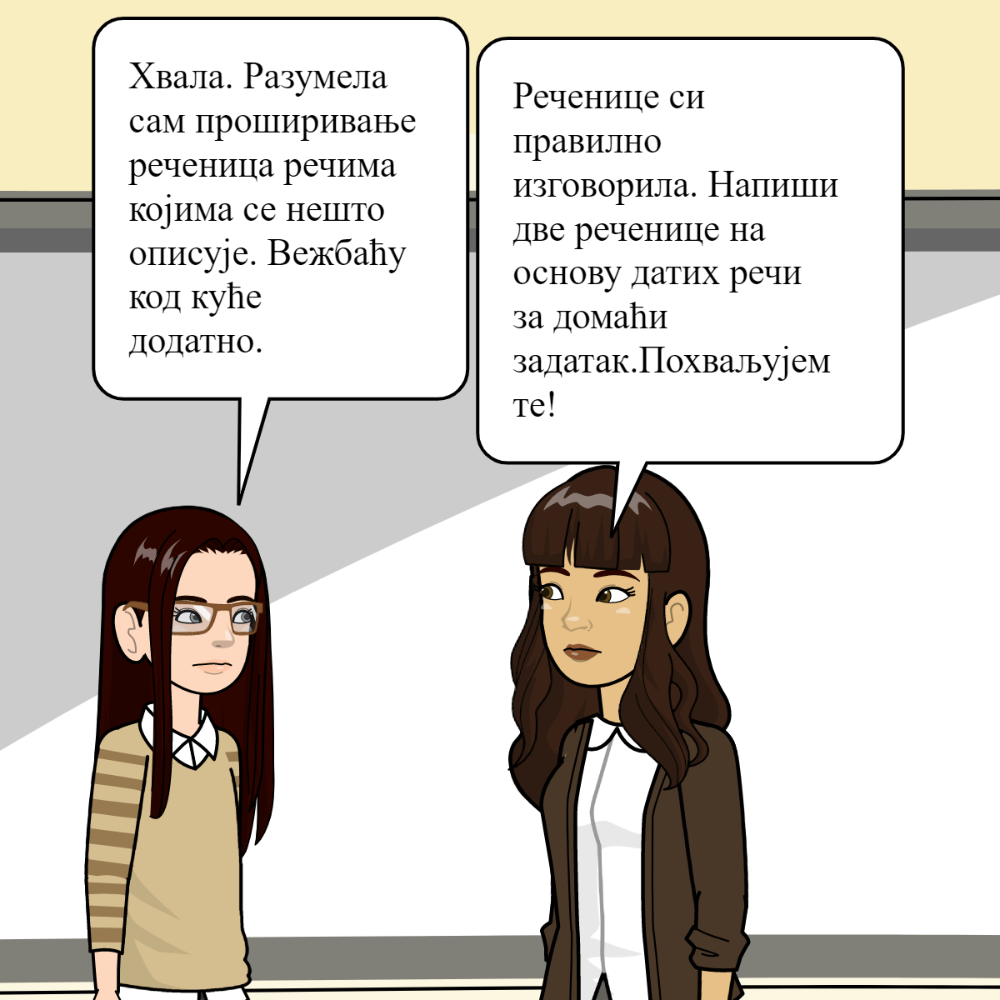 Хвала. Разумела
сам проширивање
реченица речима
којима се нешто
описује. Вежбаћу
код куће
додатно.
Реченице си
правилно
изговорила. Напиши
две реченице на
основу датих речи
за домаћи
задатак.Похваљујем
те!